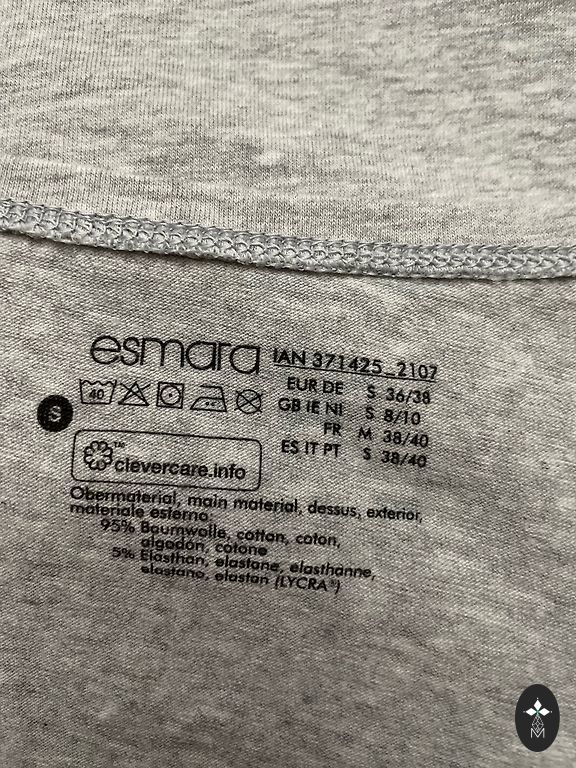 esmara IAN 371425_2107
EUR DE S 36/38
GB IE NI S 8/10
FR M 38/40
ES IT PT S 38/40
40
S
clevercare.info™
Obermaterial, main material, dessus, exterior,
materiale esterno
95% Baumwolle, cotton, coton,
algodón, cotone
5% Elasthan, elastane, elasthanne,
elastano, elastan (LYCRA®)
M